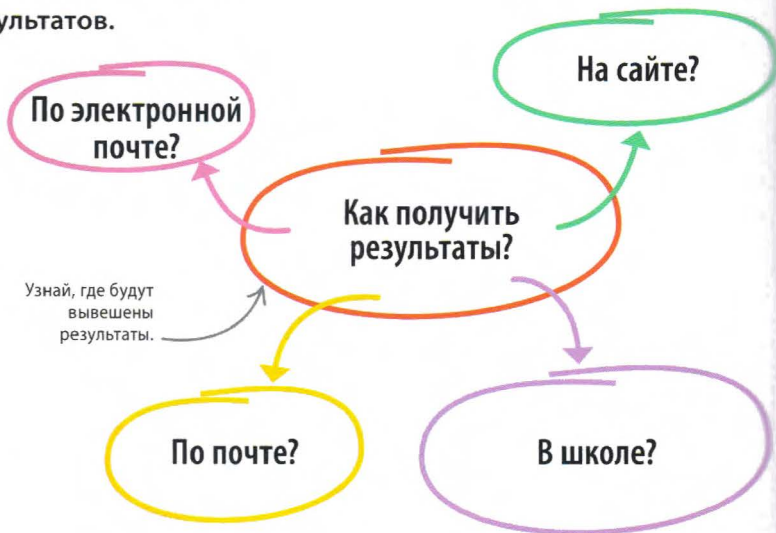 ультатов.
По электронной
почте?
На сайте?
Как получить
результаты?
Узнай, где будут
вывешены
результаты.
По почте?
В школе?